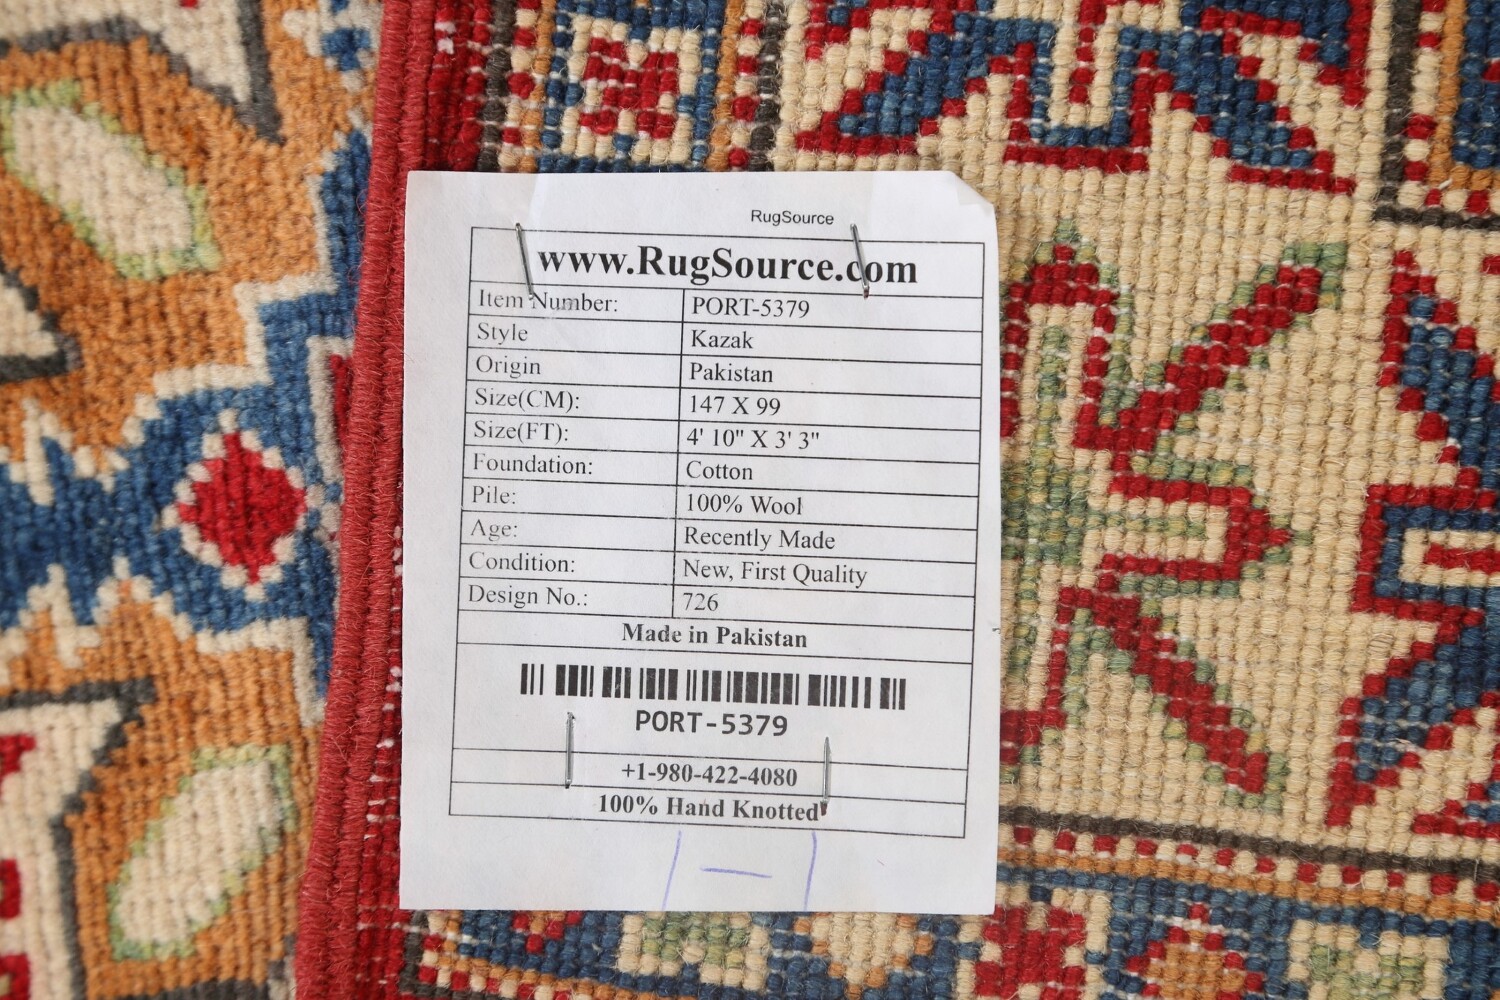 RugSource
www.RugSource.com
Item Number: PORT-5379
Style Kazak
Origin Pakistan
Size(CM): 147 X 99
Size(FT): 4' 10" X 3' 3"
Foundation: Cotton
Pile: 100% Wool
Age: Recently Made
Condition: New, First Quality
Design No.: 726
Made in Pakistan
PORT-5379
+1-980-422-4080
100% Hand Knotted
1-1